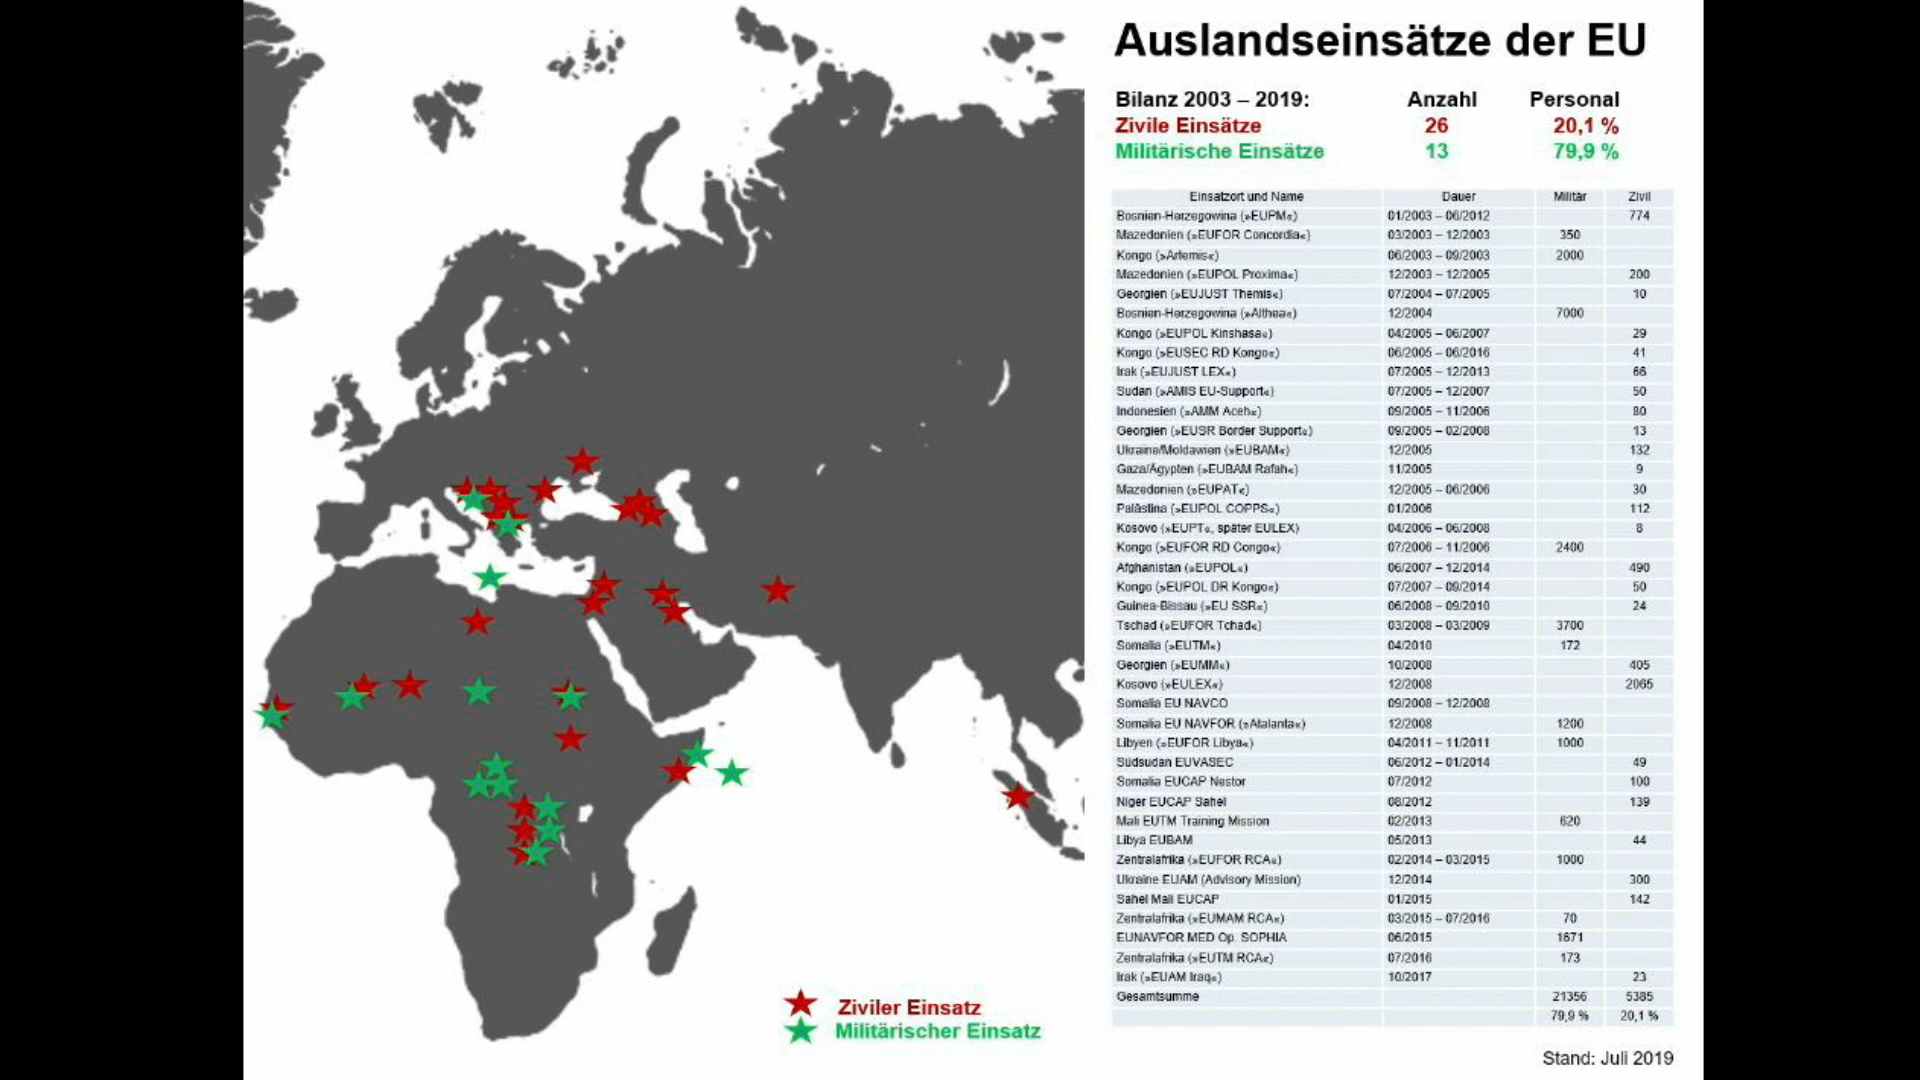 Auslandseinsätze der EU
Bilanz 2003 – 2019: Anzahl Personal
Zivile Einsätze 26 20,1 %
Militärische Einsätze 13 79,9 %
Einsatzort und Name Dauer Militär Zivil
Bosnien-Herzegowina (»EUPM«) 01/2003 – 06/2012 774
Mazedonien (»EUFOR Concordia«) 03/2003 – 12/2003 350
Kongo (»Artemis«) 06/2003 – 09/2003 2000
Mazedonien (»EUPOL Proxima«) 12/2003 – 12/2005 200
Georgien (»EUJUST Themis«) 07/2004 – 07/2005 10
Bosnien-Herzegowina (»Althea«) 12/2004 7000
Kongo (»EUPOL Kinshasa«) 04/2005 – 06/2007 29
Kongo (»EUSEC RD Kongo«) 06/2005 – 06/2016 41
Irak (»EUJUST LEX«) 07/2005 – 12/2013 66
Sudan (»AMIS EU-Support«) 07/2005 – 12/2007 50
Indonesien (»AMM Aceh«) 09/2005 – 11/2006 80
Georgien (»EUSR Border Support«) 09/2005 – 02/2008 13
Ukraine/Moldawien (»EUBAM«) 12/2005 132
Gaza/Ägypten (»EUBAM Rafah«) 11/2005 9
Mazedonien (»EUPAT«) 12/2005 – 06/2006 30
Palästina (»EUPOL COPPS«) 01/2006 112
Kosovo (»EUPT«, später EULEX) 04/2006 – 06/2008 8
Kongo (»EUFOR RD Congo«) 07/2006 – 11/2006 2400
Afghanistan (»EUPOL«) 06/2007 – 12/2014 490
Kongo (»EUPOL DR Kongo«) 07/2007 – 09/2014 50
Guinea-Bissau (»EU SSR«) 06/2008 – 09/2010 24
Tschad (»EUFOR Tchad«) 03/2008 – 03/2009 3700
Somalia (»EUTM«) 04/2010 172
Georgien (»EUMM«) 10/2008 405
Kosovo (»EULEX«) 12/2008 2065
Somalia EU NAVCO 09/2008 – 12/2008
Somalia EU NAVFOR (»Atalanta«) 12/2008 1200
Libyen (»EUFOR Libya«) 04/2011 – 11/2011 1000
Südsudan EUVASEC 06/2012 – 01/2014 49
Somalia EUCAP Nestor 07/2012 100
Niger EUCAP Sahel 08/2012 139
Mali EUTM Training Mission 02/2013 620
Libya EUBAM 05/2013 44
Zentralafrika (»EUFOR RCA«) 02/2014 – 03/2015 1000
Ukraine EUAM (Advisory Mission) 12/2014 300
Sahel Mali EUCAP 01/2015 142
Zentralafrika (»EUMAM RCA«) 03/2015 – 07/2016 70
EUNAVFOR MED Op. SOPHIA 06/2015 1671
Zentralafrika (»EUTM RCA«) 07/2016 173
Irak (»EUAM Iraq«) 10/2017 23
Gesamtsumme 21356 5385
79,9 % 20,1 %
Ziviler Einsatz
Militärischer Einsatz
Stand: Juli 2019